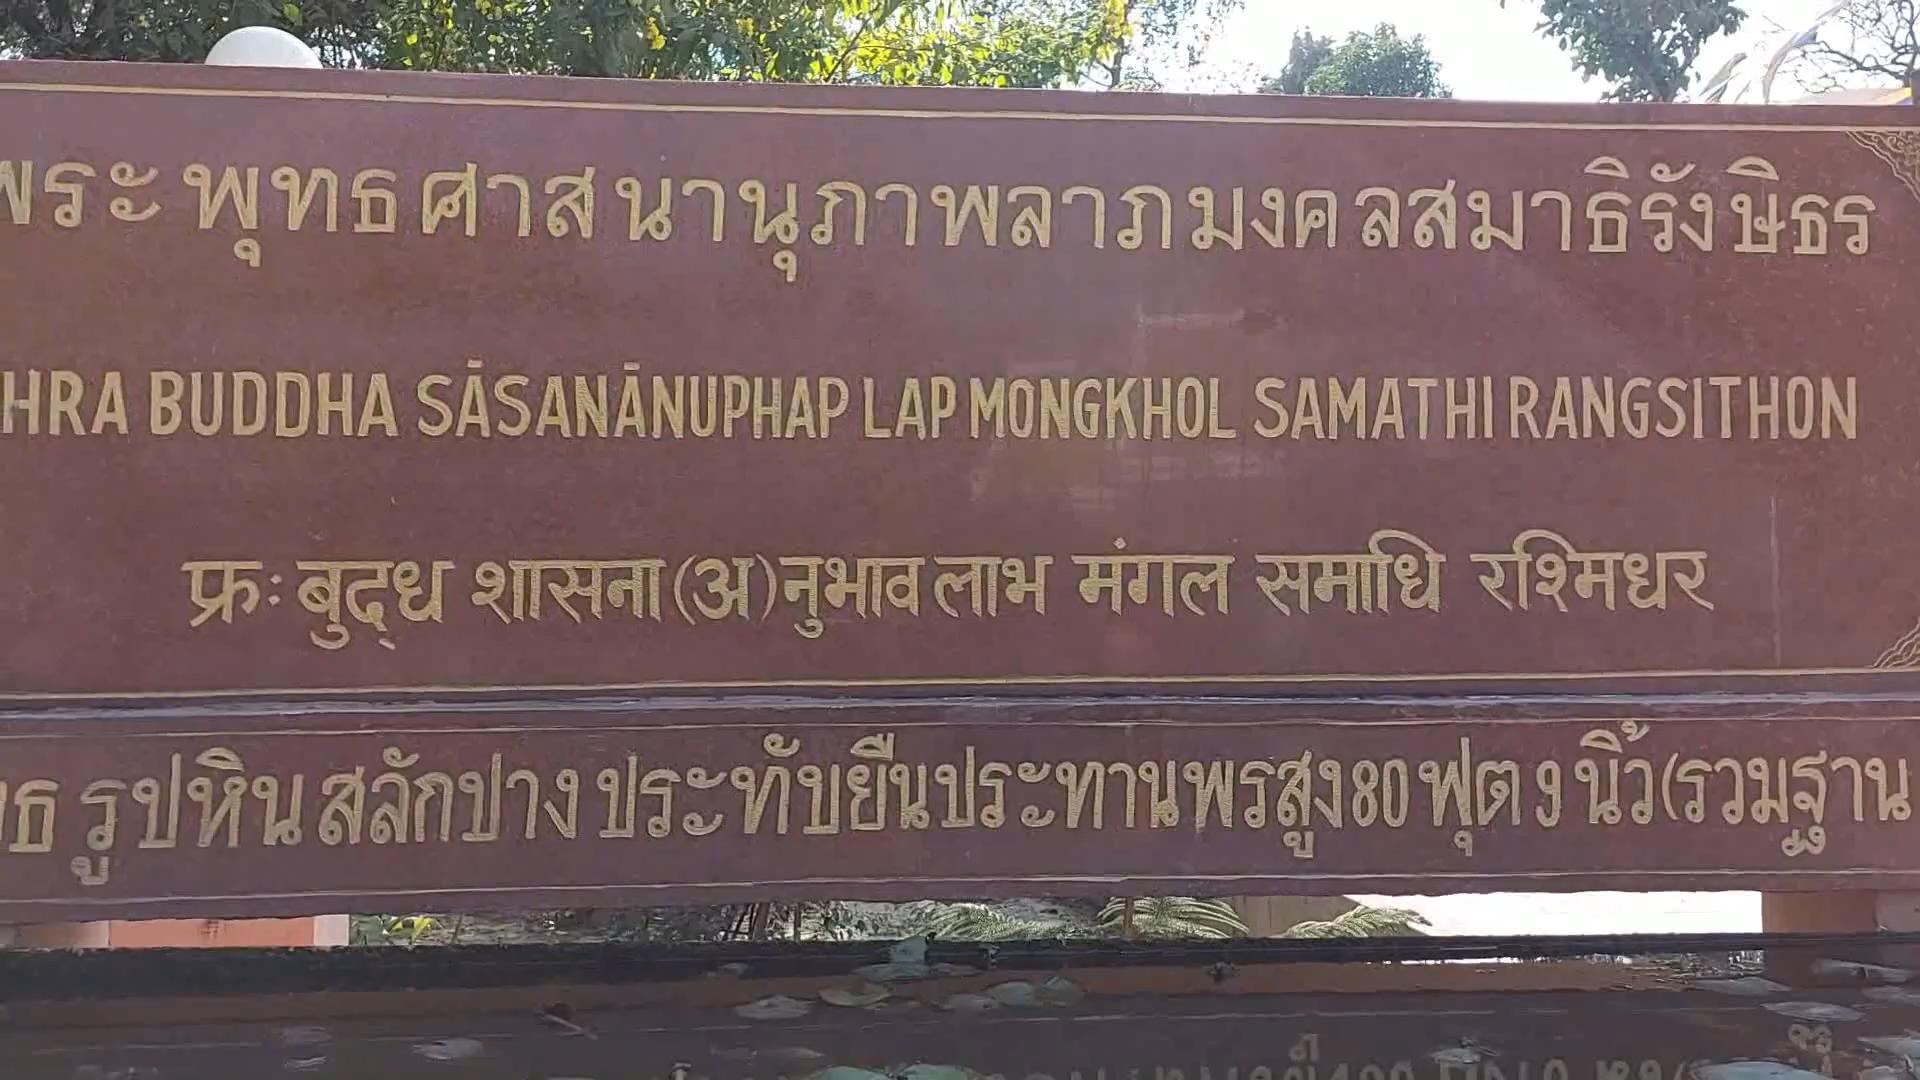 พระพุทธศาสนานุภาพลาภมงคลสมาธิรังษิธร
HRA BUDDHA SĀSANĀNUPHAP LAP MONGKHOL SAMATHI RANGSITHON
फ्रः बुद्ध शासना(अ)नुभाव लाभ मंगल समाधि रश्मिधर
รูปหินสลักปางประทับยืนประทานพรสูง 80 ฟุต 9 นิ้ว (รวมฐาน